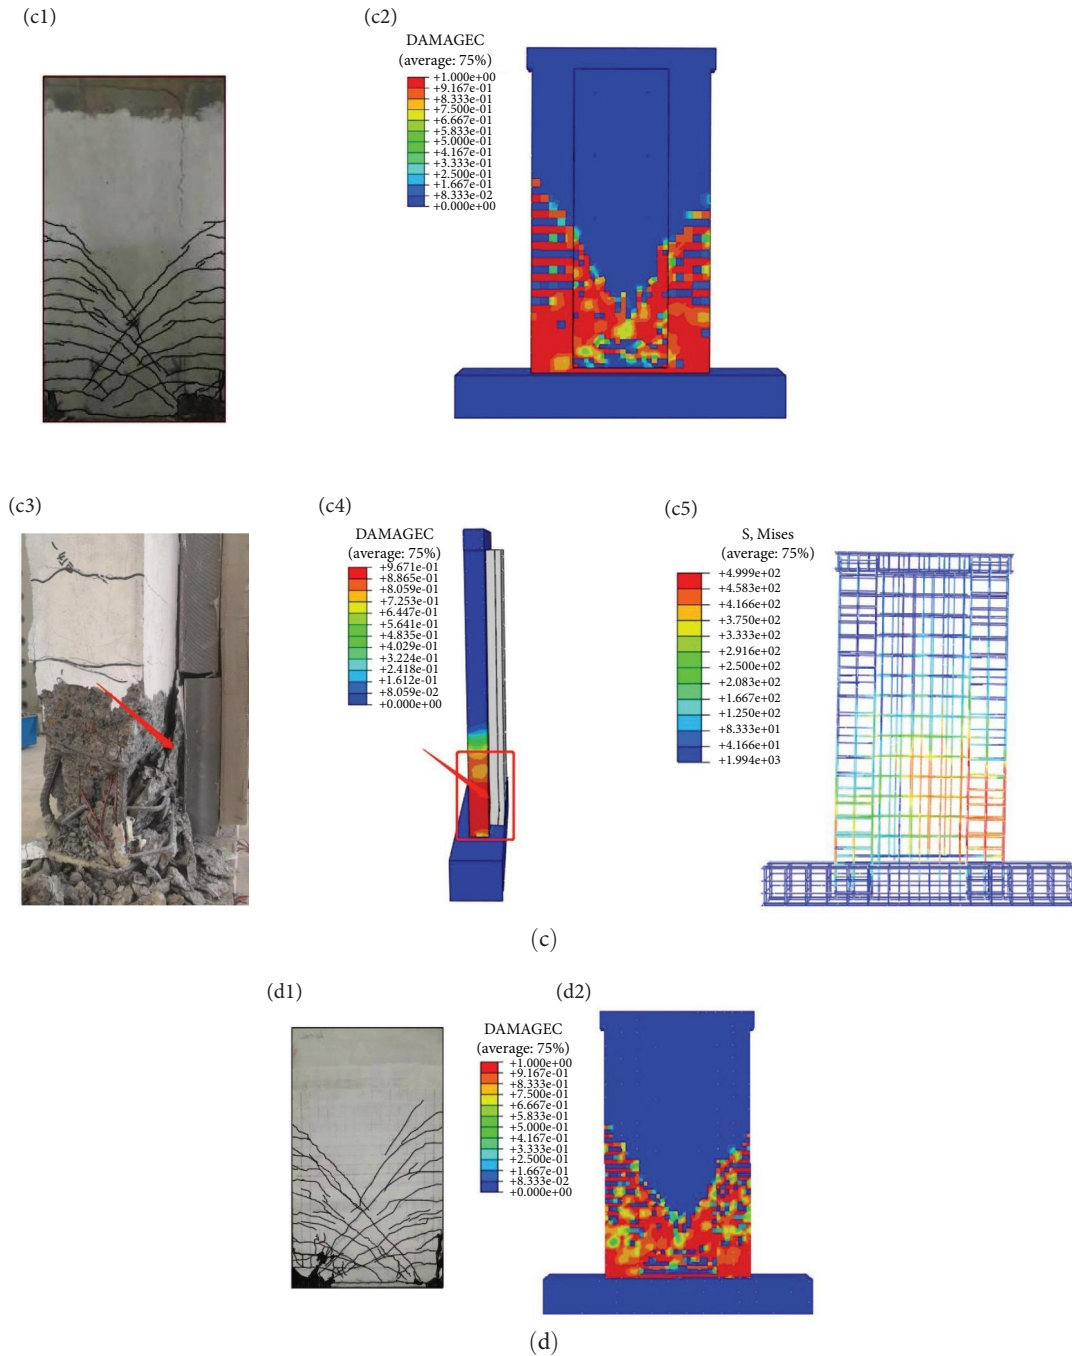 (c1)
(c2)
DAMAGEC
(average: 75%)
+1.000e+00
+9.167e-01
+8.333e-01
+7.500e-01
+6.667e-01
+5.833e-01
+5.000e-01
+4.167e-01
+3.333e-01
+2.500e-01
+1.667e-01
+8.333e-02
+0.000e+00
(c3)
(c4)
DAMAGEC
(average: 75%)
+9.671e-01
+8.865e-01
+8.059e-01
+7.253e-01
+6.447e-01
+5.641e-01
+4.835e-01
+4.029e-01
+3.224e-01
+2.418e-01
+1.612e-01
+8.059e-02
+0.000e+00
(c5)
S, Mises
(average: 75%)
+4.999e+02
+4.583e+02
+4.166e+02
+3.750e+02
+3.333e+02
+2.916e+02
+2.500e+02
+2.083e+02
+1.667e+02
+1.250e+02
+8.333e+01
+4.166e+01
+1.994e+03
(c)
(d1)
(d2)
DAMAGEC
(average: 75%)
+1.000e+00
+9.167e-01
+8.333e-01
+7.500e-01
+6.667e-01
+5.833e-01
+5.000e-01
+4.167e-01
+3.333e-01
+2.500e-01
+1.667e-01
+8.333e-02
+0.000e+00
(d)